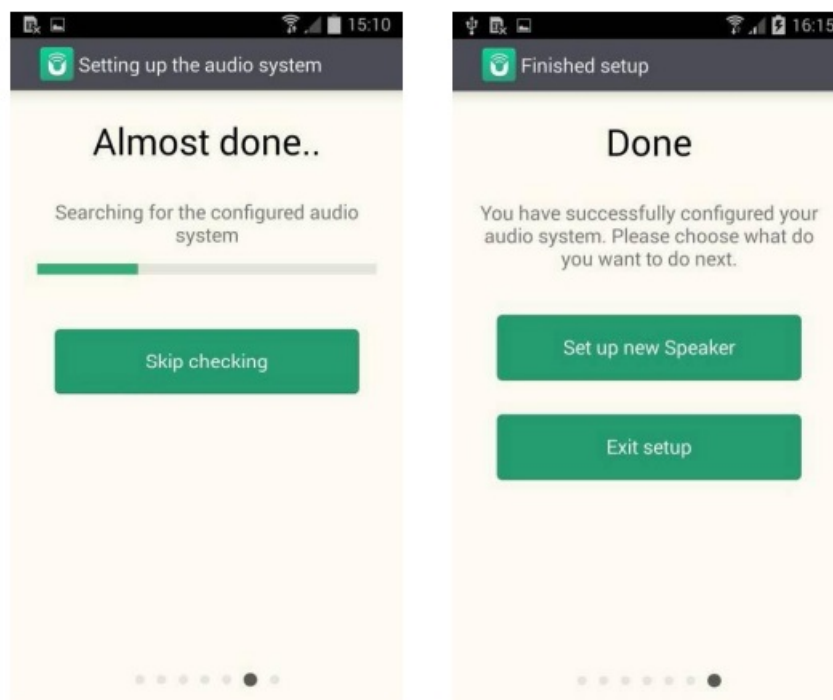 15:10
Setting up the audio system
Almost done..
Searching for the configured audio
system
Skip checking
16:15
Finished setup
Done
You have successfully configured your
audio system. Please choose what do
you want to do next.
Set up new Speaker
Exit setup